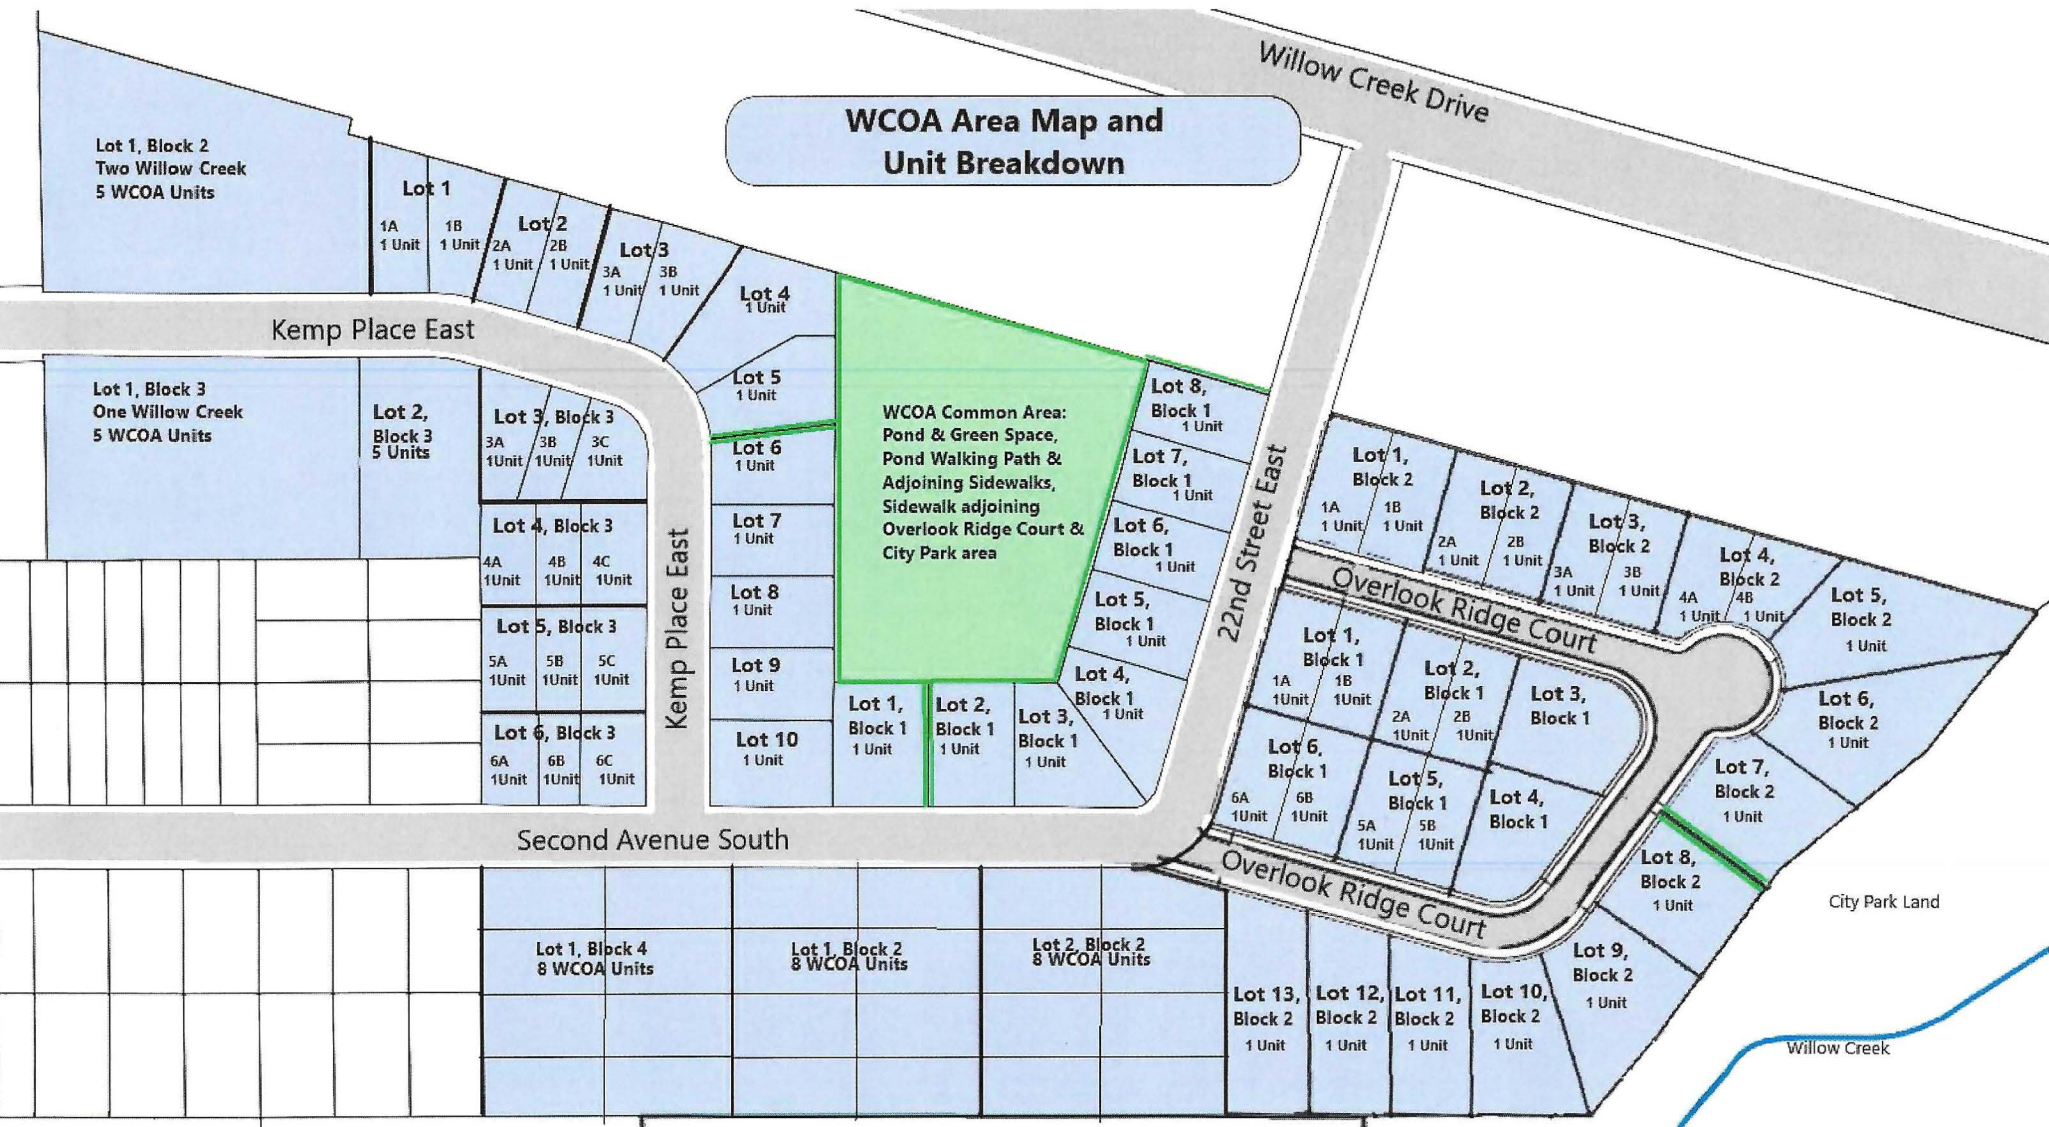 Willow Creek Drive
WCOA Area Map and
Unit Breakdown
Lot 1, Block 2
Two Willow Creek
5 WCOA Units
Lot 1
1A
1 Unit
1B
1 Unit
Lot 2
2A
1 Unit
2B
1 Unit
Lot 3
3A
1 Unit
3B
1 Unit
Lot 4
1 Unit
Kemp Place East
Lot 5
1 Unit
Lot 6
1 Unit
Lot 7
1 Unit
Lot 8
1 Unit
Lot 9
1 Unit
Lot 10
1 Unit
Kemp Place East
Lot 1, Block 3
One Willow Creek
5 WCOA Units
Lot 2,
Block 3
5 Units
Lot 3, Block 3
3A
1Unit
3B
1Unit
3C
1Unit
Lot 4, Block 3
4A
1Unit
4B
1Unit
4C
1Unit
Lot 5, Block 3
5A
1Unit
5B
1Unit
5C
1Unit
Lot 6, Block 3
6A
1Unit
6B
1Unit
6C
1Unit
WCOA Common Area:
Pond & Green Space,
Pond Walking Path &
Adjoining Sidewalks,
Sidewalk adjoining
Overlook Ridge Court &
City Park area
Lot 8,
Block 1
1 Unit
Lot 7,
Block 1
1 Unit
Lot 6,
Block 1
1 Unit
Lot 5,
Block 1
1 Unit
Lot 4,
Block 1
1 Unit
Lot 1,
Block 1
1 Unit
Lot 2,
Block 1
1 Unit
Lot 3,
Block 1
1 Unit
22nd Street East
Lot 1,
Block 2
1A
1 Unit
1B
1 Unit
Lot 2,
Block 2
2A
1 Unit
2B
1 Unit
Lot 3,
Block 2
3A
1 Unit
3B
1 Unit
Lot 4,
Block 2
4A
1 Unit
4B
1 Unit
Lot 5,
Block 2
1 Unit
Lot 6,
Block 2
1 Unit
Lot 7,
Block 2
1 Unit
Lot 8,
Block 2
1 Unit
Lot 9,
Block 2
1 Unit
Overlook Ridge Court
Lot 1,
Block 1
1A
1Unit
1B
1Unit
Lot 2,
Block 1
2A
1Unit
2B
1Unit
Lot 3,
Block 1
Lot 6,
Block 1
6A
1Unit
6B
1Unit
Lot 5,
Block 1
5A
1Unit
5B
1Unit
Lot 4,
Block 1
Overlook Ridge Court
Second Avenue South
Lot 1, Block 4
8 WCOA Units
Lot 1, Block 2
8 WCOA Units
Lot 2, Block 2
8 WCOA Units
Lot 13,
Block 2
1 Unit
Lot 12,
Block 2
1 Unit
Lot 11,
Block 2
1 Unit
Lot 10,
Block 2
1 Unit
City Park Land
Willow Creek